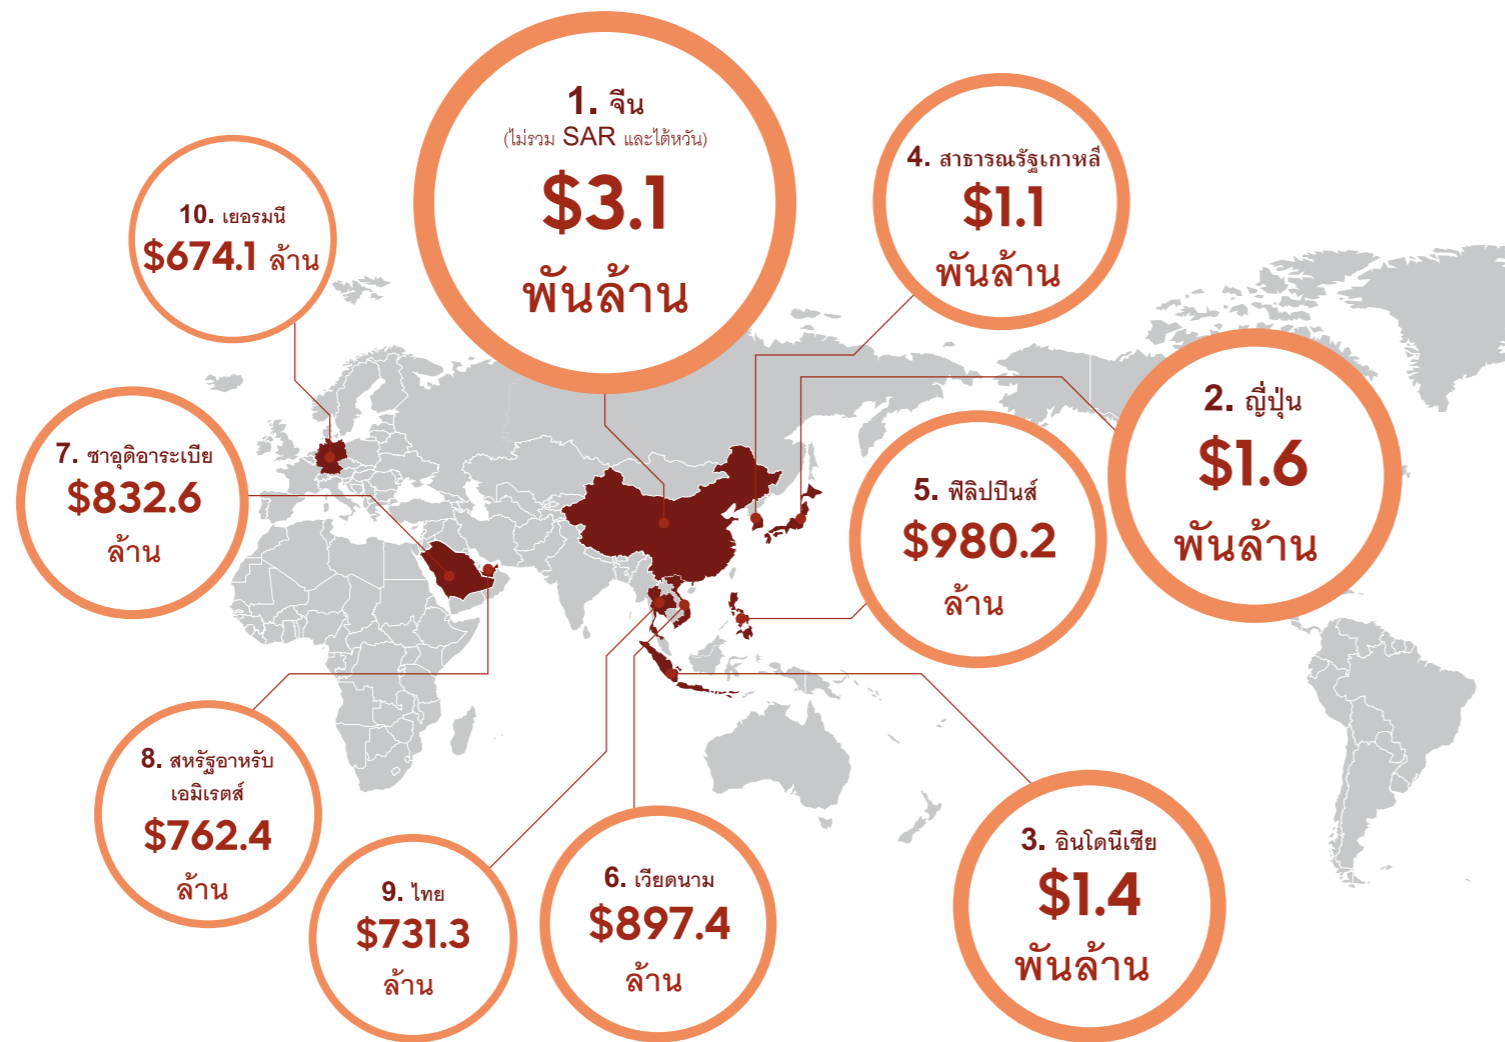 1. จีน
(ไม่รวม SAR และไต้หวัน)
$3.1
พันล้าน
4. สาธารณรัฐเกาหลี
$1.1
พันล้าน
10. เยอรมนี
$674.1 ล้าน
2. ญี่ปุ่น
$1.6
พันล้าน
7. ซาอุดิอาระเบีย
$832.6
ล้าน
5. ฟิลิปปินส์
$980.2
ล้าน
8. สหรัฐอาหรับ
เอมิเรตส์
$762.4
ล้าน
9. ไทย
$731.3
ล้าน
6. เวียดนาม
$897.4
ล้าน
3. อินโดนีเซีย
$1.4
พันล้าน